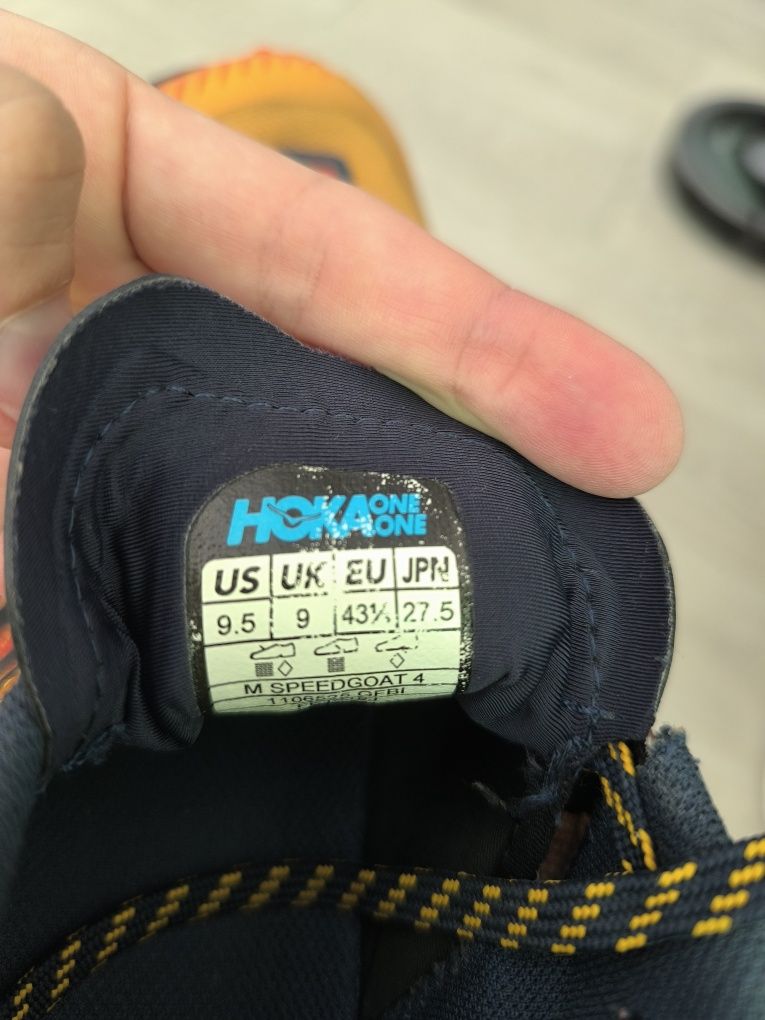 HOKA ONE ONE
US UK EU JPN
9.5 9 43⅓ 27.5
M SPEEDGOAT 4